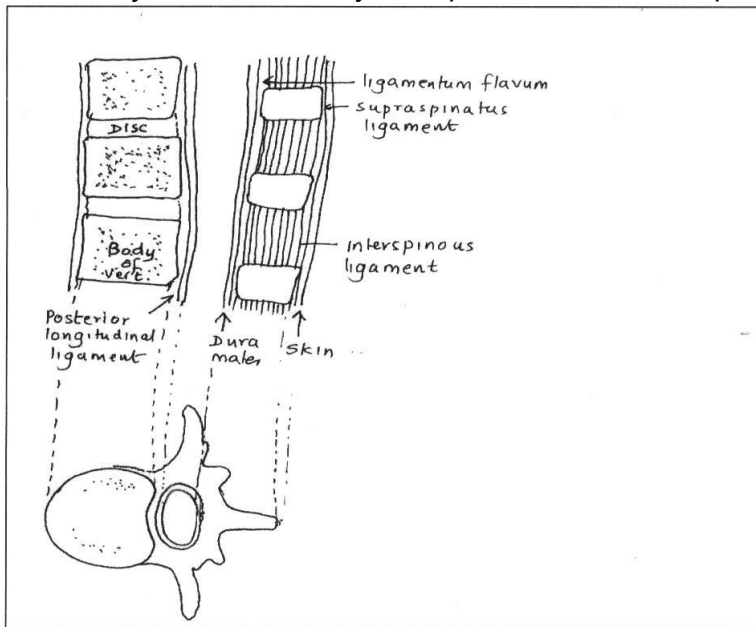 ligamentum flavum
supraspinatus
ligament
DISC
interspinous
ligament
Body
of
vert.
Posterior
longitudinal
ligament
Dura
mater
Skin